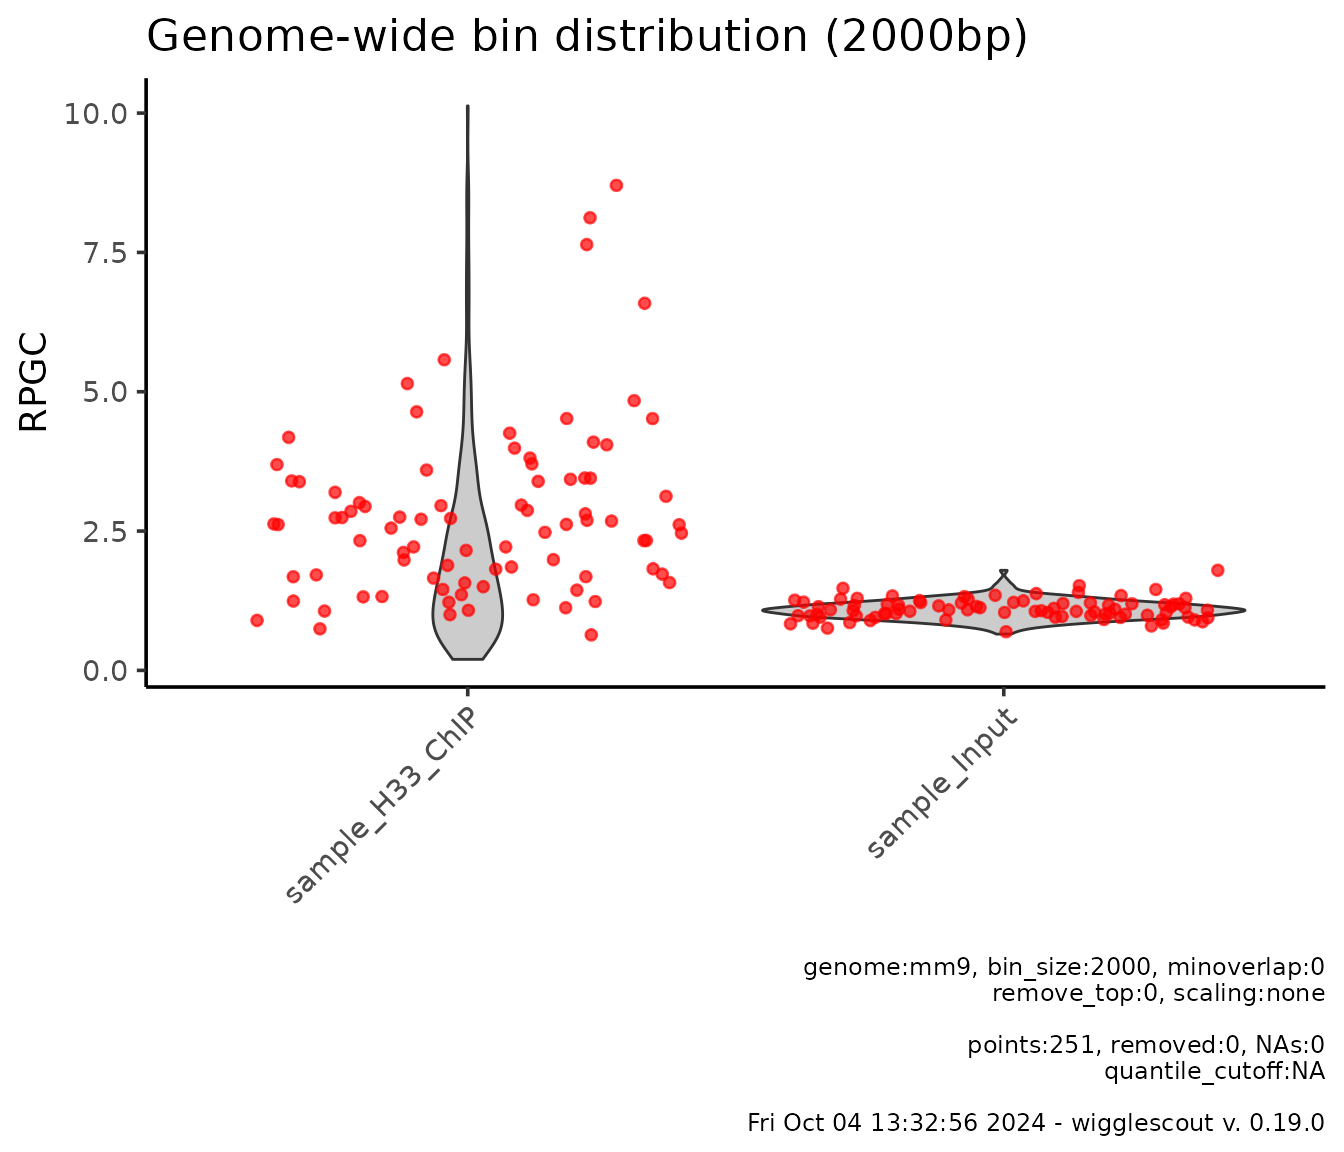 Genome-wide bin distribution (2000bp)
RPGC
10.0
7.5
5.0
2.5
0.0
sample_H33_ChIP
sample_Input
genome:mm9, bin_size:2000, minoverlap:0
remove_top:0, scaling:none
points:251, removed:0, NAs:0
quantile_cutoff:NA
Fri Oct 04 13:32:56 2024 - wigglescout v. 0.19.0